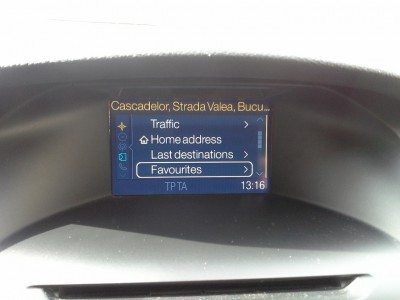 Cascadelor, Strada Valea, Bucu...
Traffic
Home address
Last destinations
Favourites
TP TA 13:16